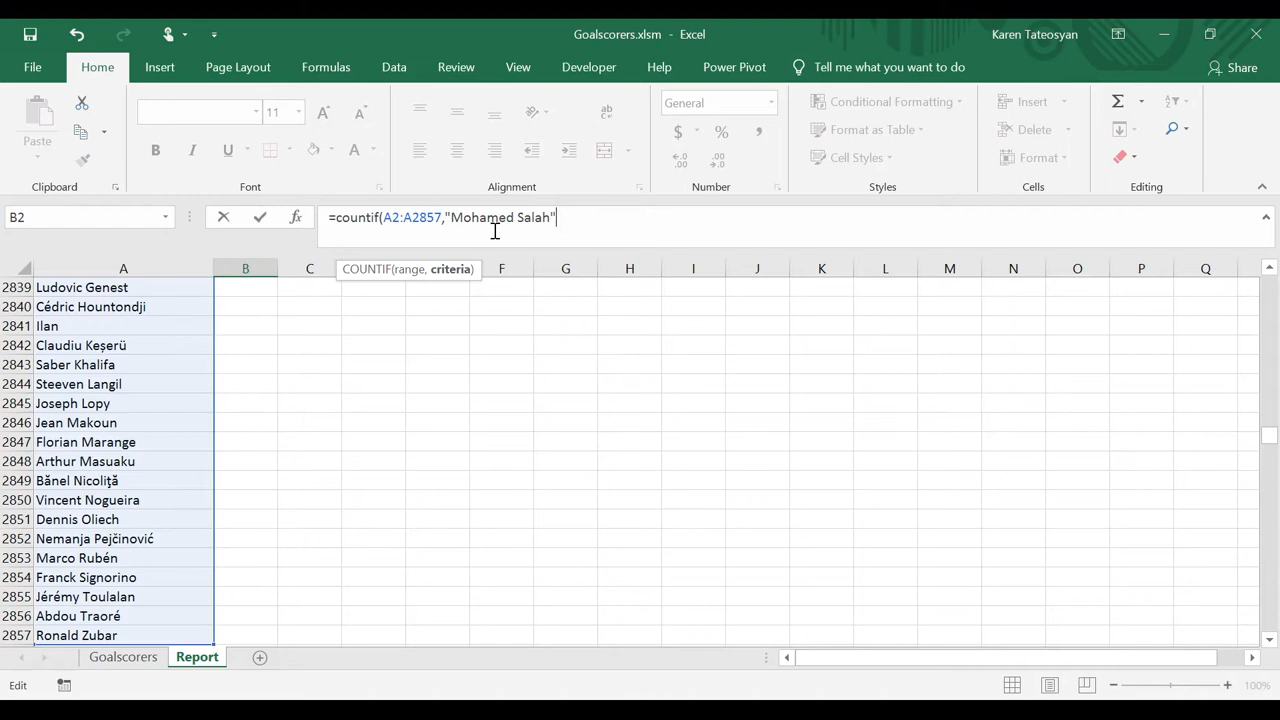 Goalscorers.xlsm - Excel
Karen Tateosyan
File Home Insert Page Layout Formulas Data Review View Developer Help Power Pivot Tell me what you want to do Share
Paste
Clipboard
11
B I U A A A
Font
ab
Alignment
General
$ % ,
Number
Conditional Formatting
Format as Table
Cell Styles
Styles
Insert
Delete
Format
Cells
Σ
Editing
B2 fx =countif(A2:A2857,"Mohamed Salah"
COUNTIF(range, criteria)
A B C F G H I J K L M N O P Q
2839 Ludovic Genest
2840 Cédric Hountondji
2841 Ilan
2842 Claudiu Keșerü
2843 Saber Khalifa
2844 Steeven Langil
2845 Joseph Lopy
2846 Jean Makoun
2847 Florian Marange
2848 Arthur Masuaku
2849 Bănel Nicoliță
2850 Vincent Nogueira
2851 Dennis Oliech
2852 Nemanja Pejčinović
2853 Marco Rubén
2854 Franck Signorino
2855 Jérémy Toulalan
2856 Abdou Traoré
2857 Ronald Zubar
Goalscorers Report
Edit
100%